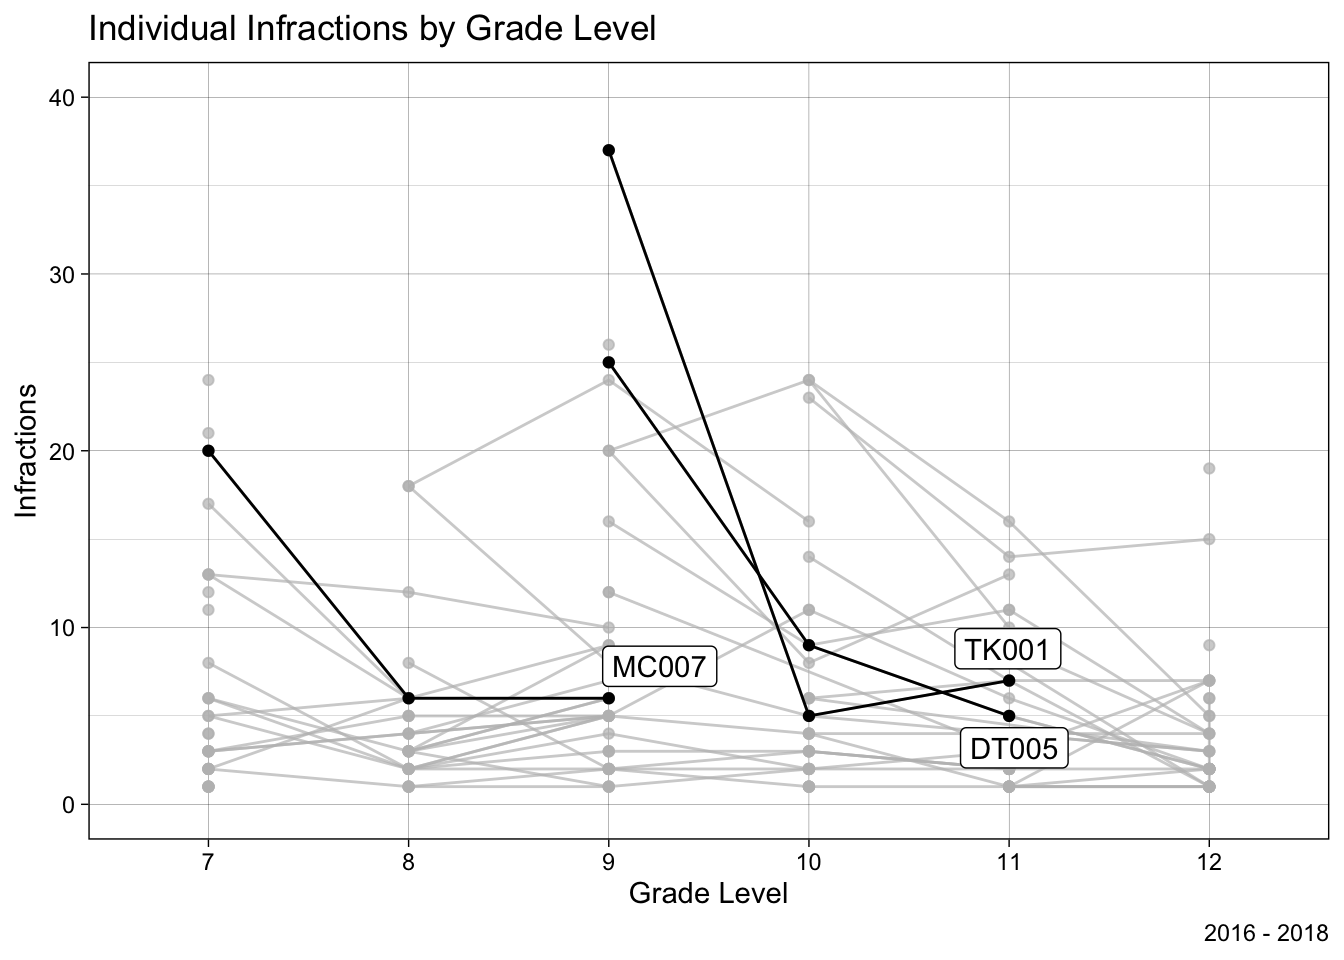 Individual Infractions by Grade Level
40
30
20
10
0
Infractions
MC007
TK001
DT005
7 8 9 10 11 12
Grade Level
2016 - 2018